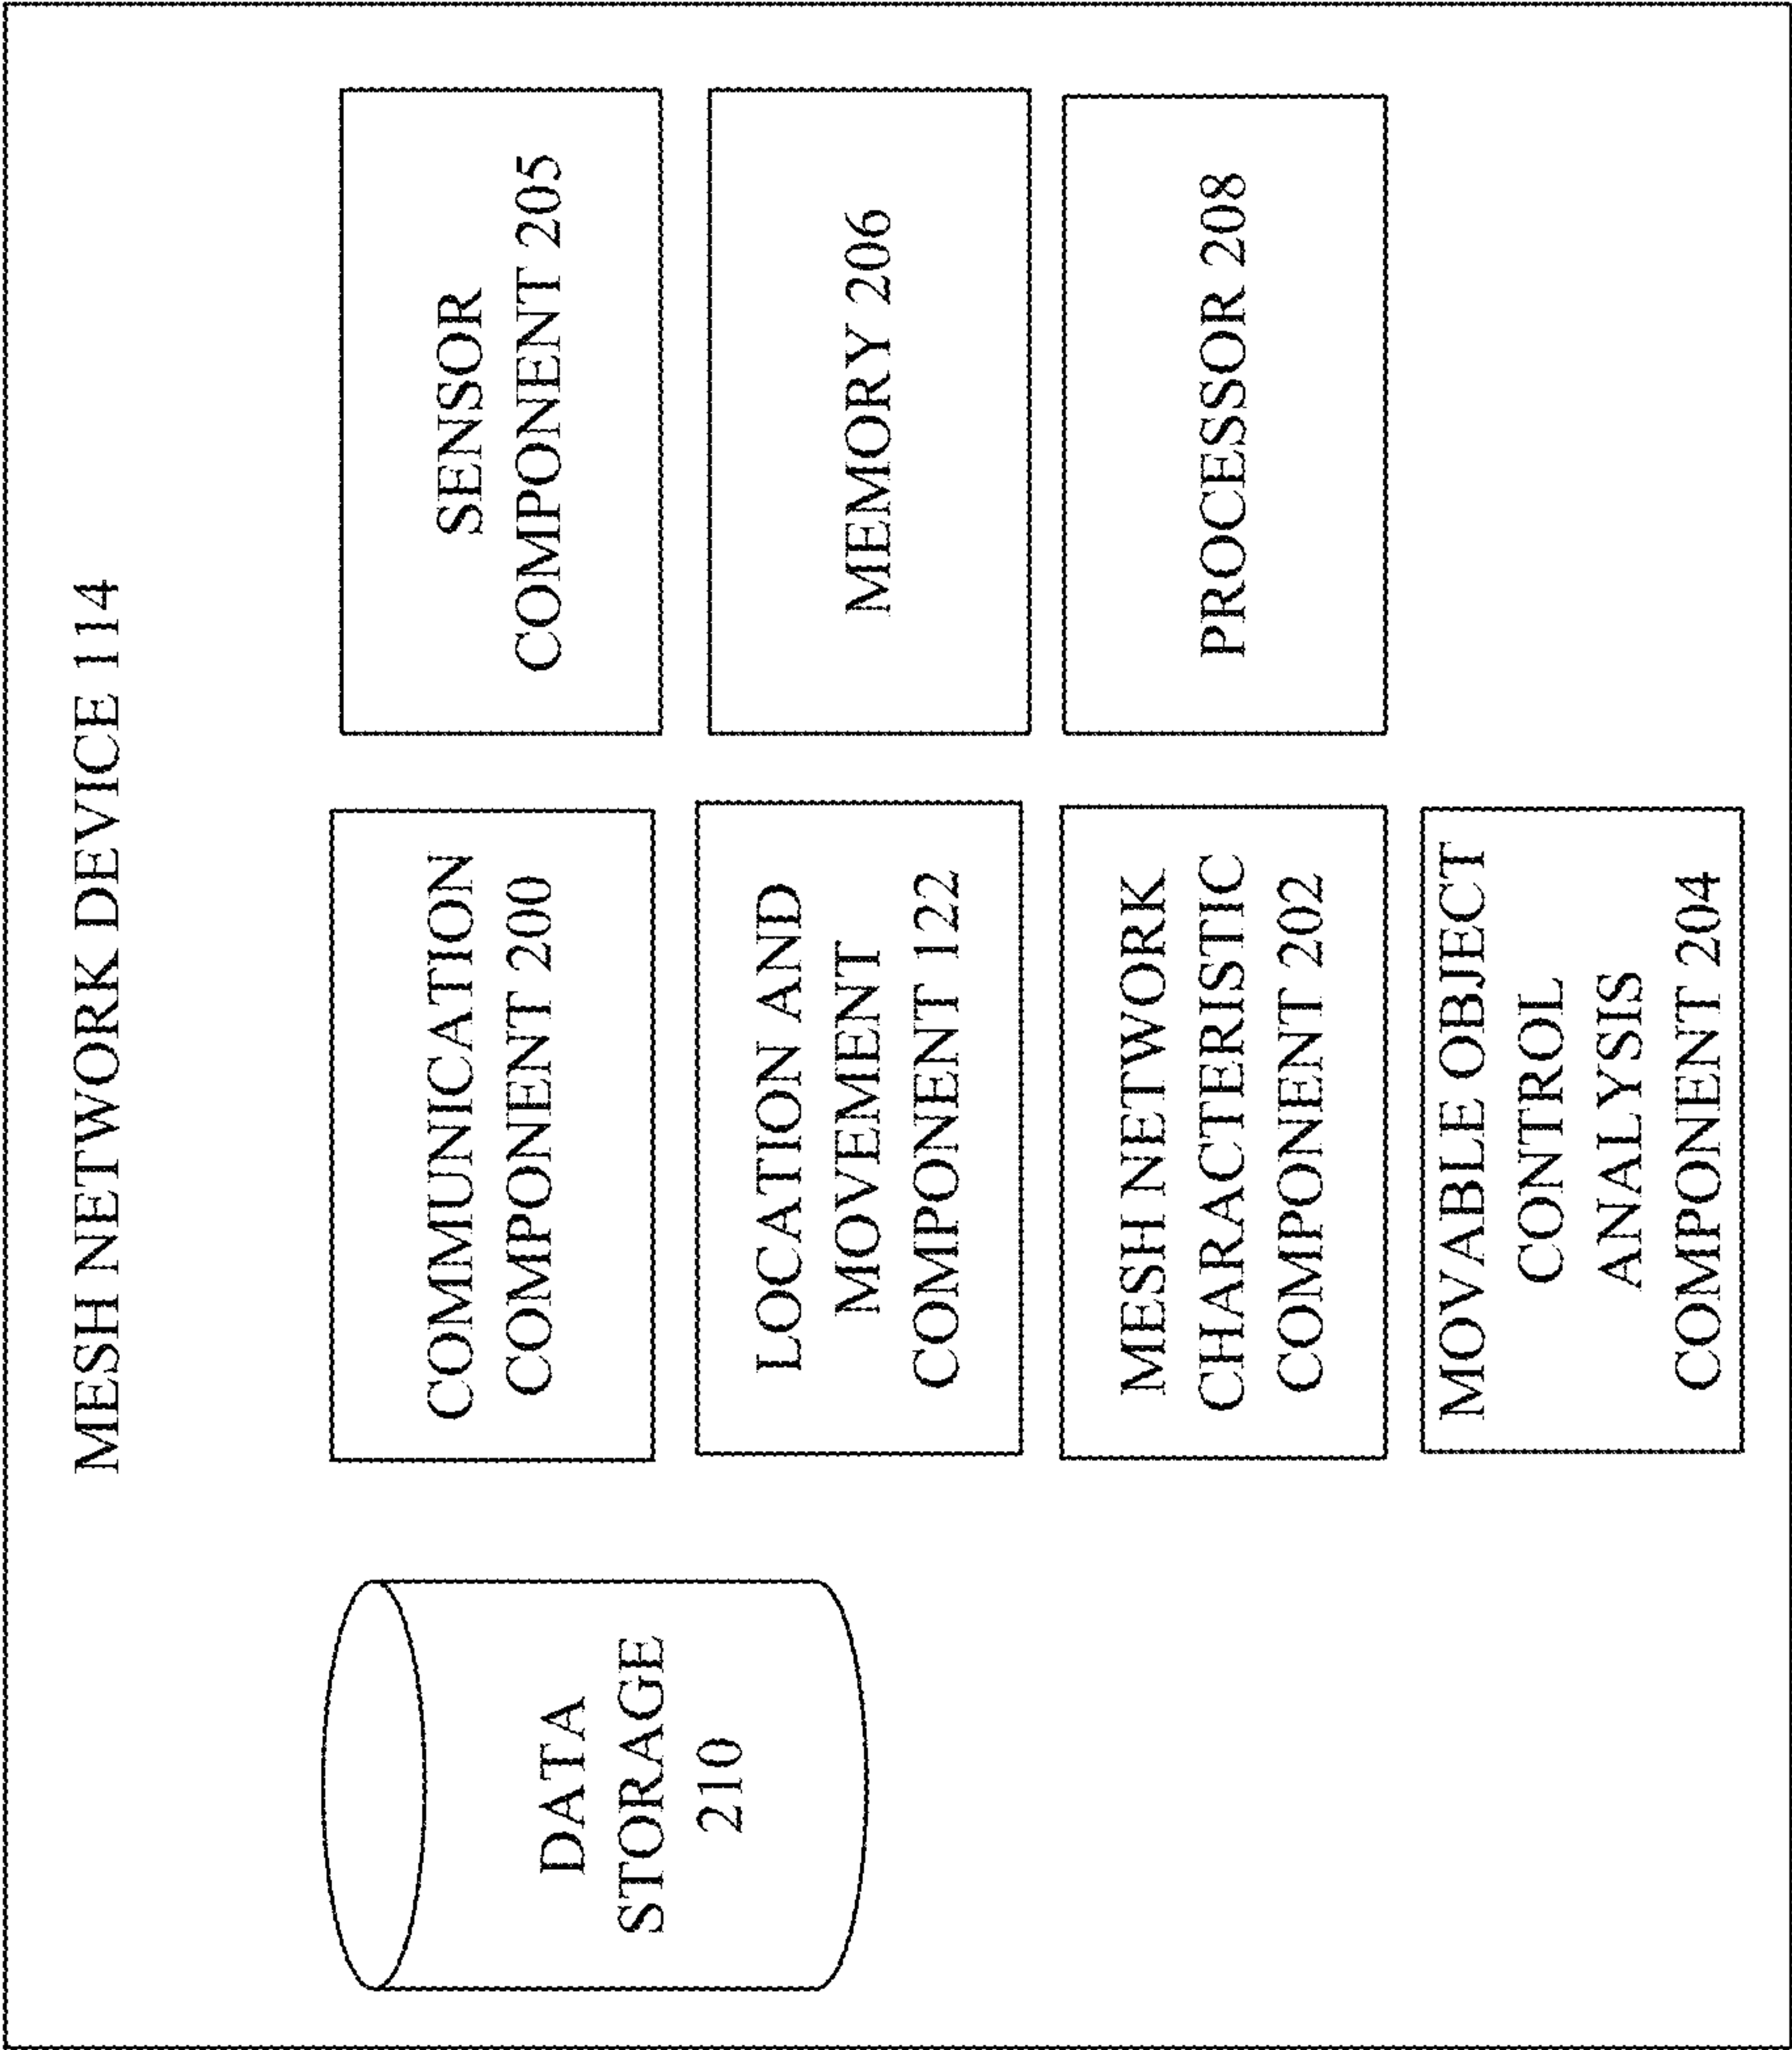 MESH NETWORK DEVICE 114
DATA
STORAGE
210
COMMUNICATION
COMPONENT 200
LOCATION AND
MOVEMENT
COMPONENT 122
MESH NETWORK
CHARACTERISTIC
COMPONENT 202
MOVABLE OBJECT
CONTROL
ANALYSIS
COMPONENT 204
SENSOR
COMPONENT 205
MEMORY 206
PROCESSOR 208